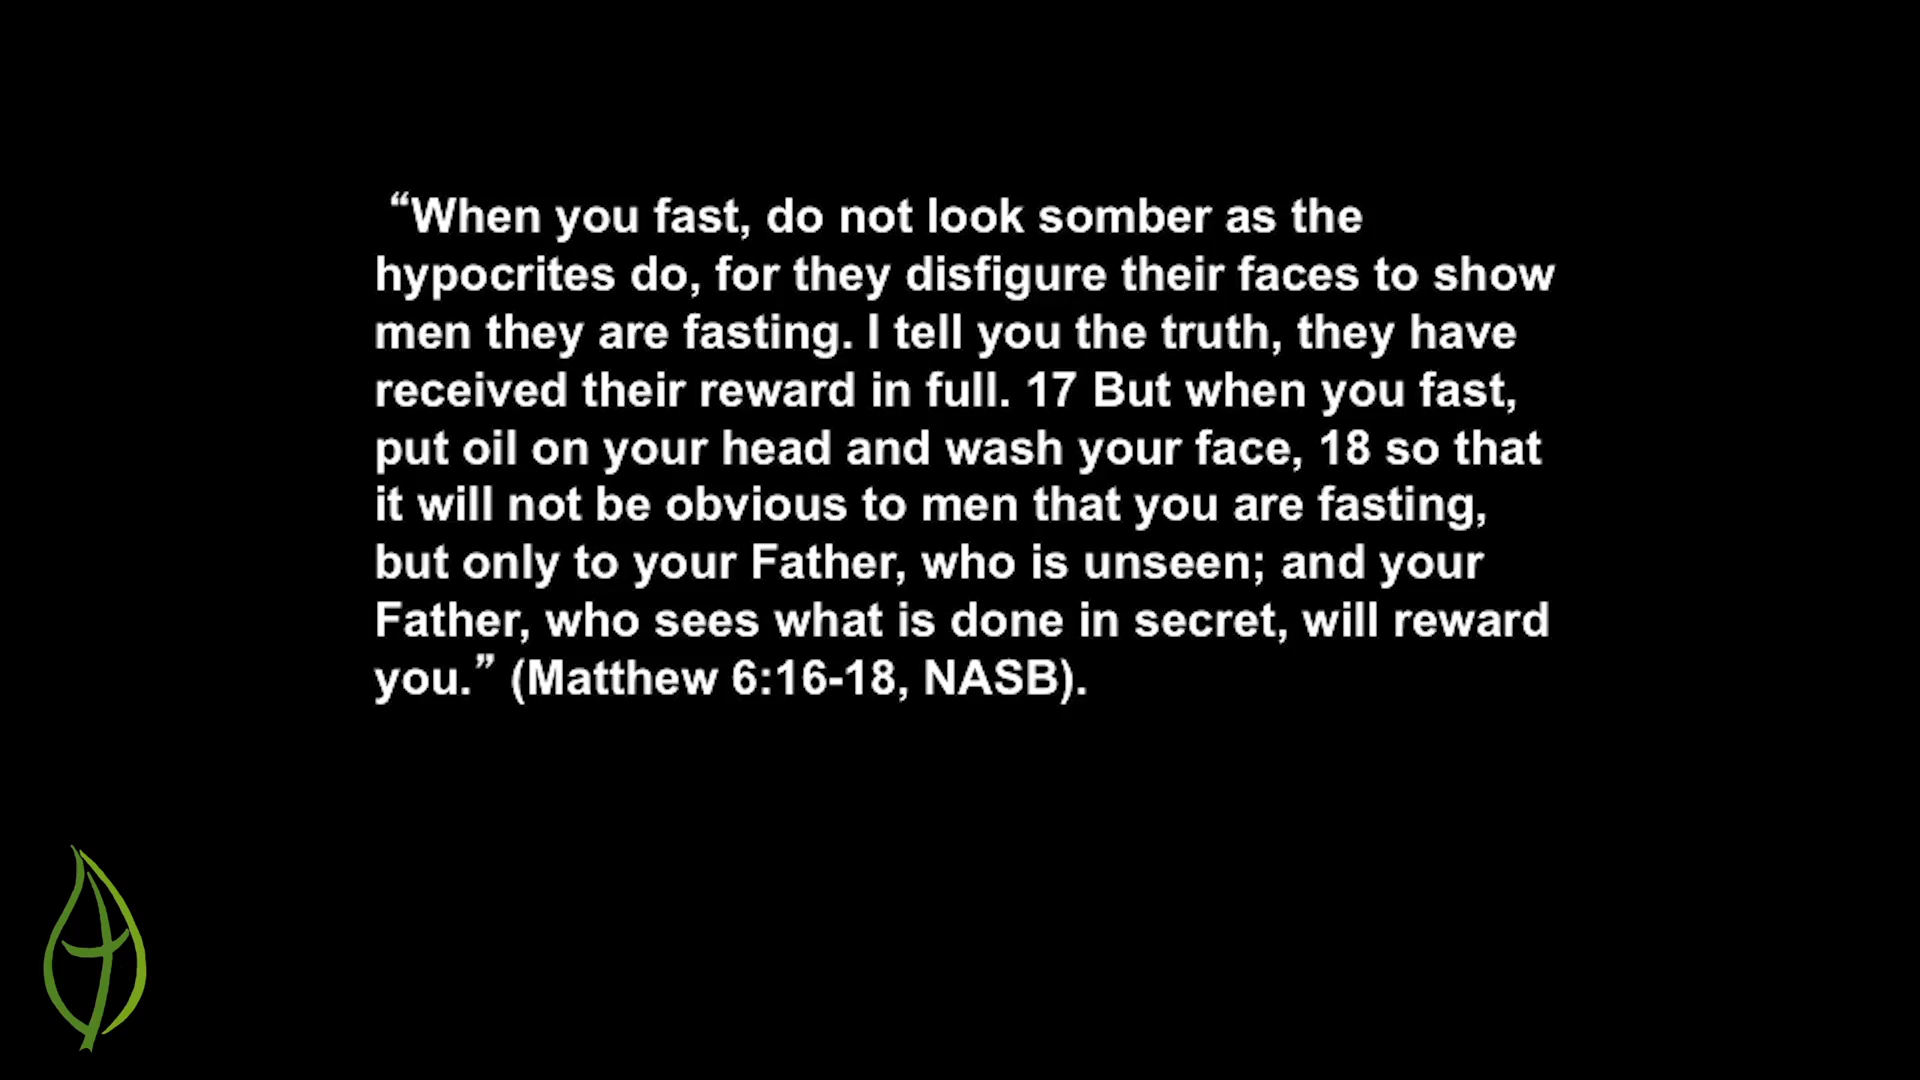 “When you fast, do not look somber as the
hypocrites do, for they disfigure their faces to show
men they are fasting. I tell you the truth, they have
received their reward in full. 17 But when you fast,
put oil on your head and wash your face, 18 so that
it will not be obvious to men that you are fasting,
but only to your Father, who is unseen; and your
Father, who sees what is done in secret, will reward
you.” (Matthew 6:16-18, NASB).